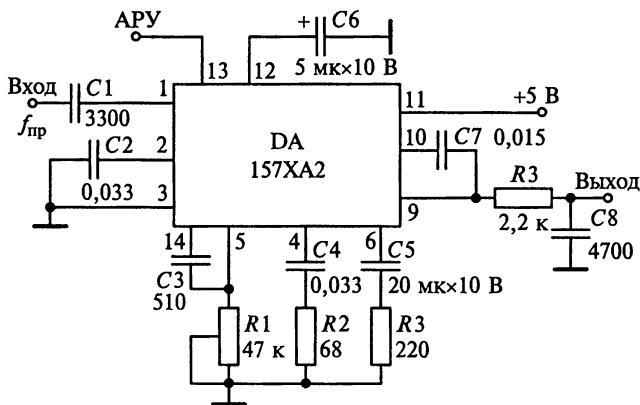 АРУ
+ C6
5 мк×10 В
13
12
Вход
C1
1
fпр
3300
11
+5 В
DA
157ХА2
C2
2
10
C7
0,015
0,033
3
R3
Выход
9
2,2 к
C8
4700
14
5
4
6
C3
510
C4
0,033
C5
20 мк×10 В
R1
47 к
R2
68
R3
220